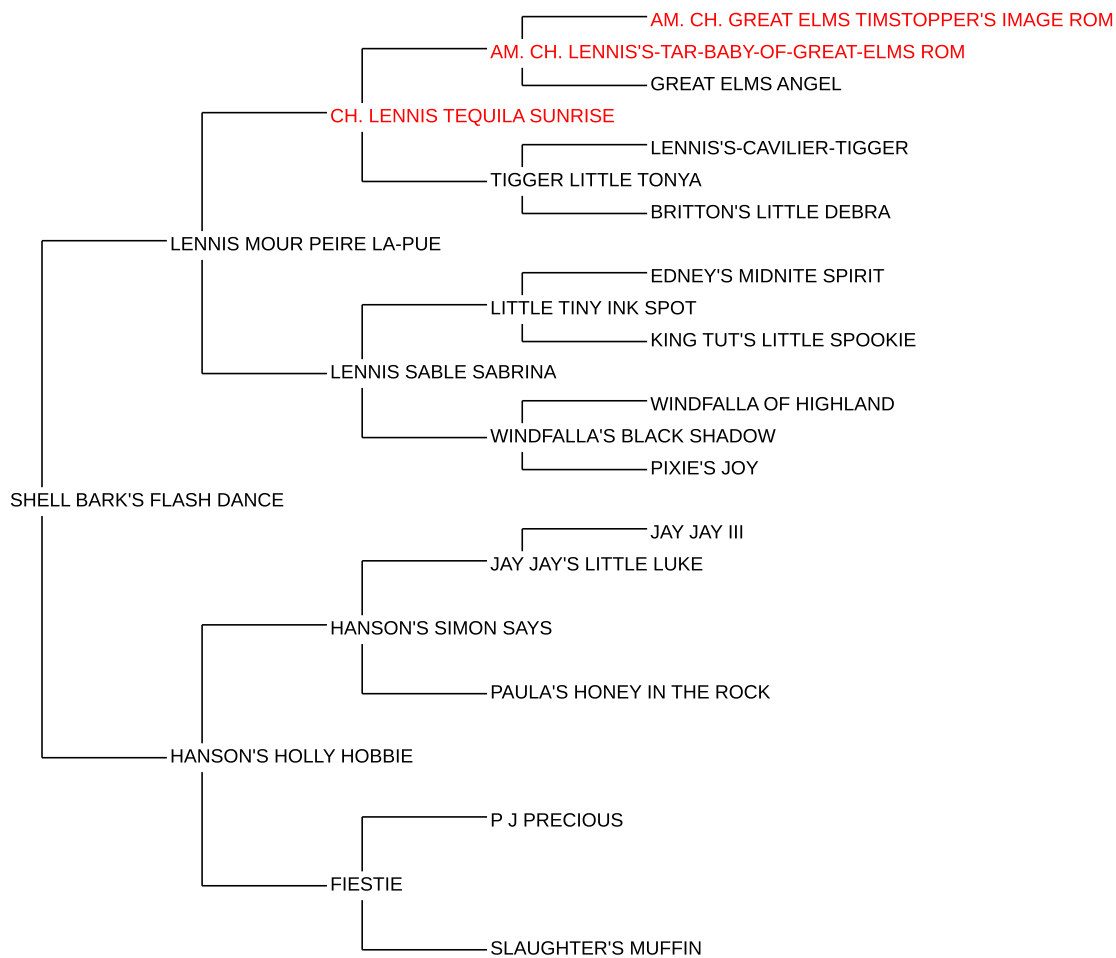 AM. CH. GREAT ELMS TIMSTOPPER'S IMAGE ROM
AM. CH. LENNIS'S-TAR-BABY-OF-GREAT-ELMS ROM
GREAT ELMS ANGEL
CH. LENNIS TEQUILA SUNRISE
LENNIS'S-CAVILIER-TIGGER
TIGGER LITTLE TONYA
BRITTON'S LITTLE DEBRA
LENNIS MOUR PEIRE LA-PUE
EDNEY'S MIDNITE SPIRIT
LITTLE TINY INK SPOT
KING TUT'S LITTLE SPOOKIE
LENNIS SABLE SABRINA
WINDFALLA OF HIGHLAND
WINDFALLA'S BLACK SHADOW
PIXIE'S JOY
SHELL BARK'S FLASH DANCE
JAY JAY III
JAY JAY'S LITTLE LUKE
HANSON'S SIMON SAYS
PAULA'S HONEY IN THE ROCK
HANSON'S HOLLY HOBBIE
P J PRECIOUS
FIESTIE
SLAUGHTER'S MUFFIN